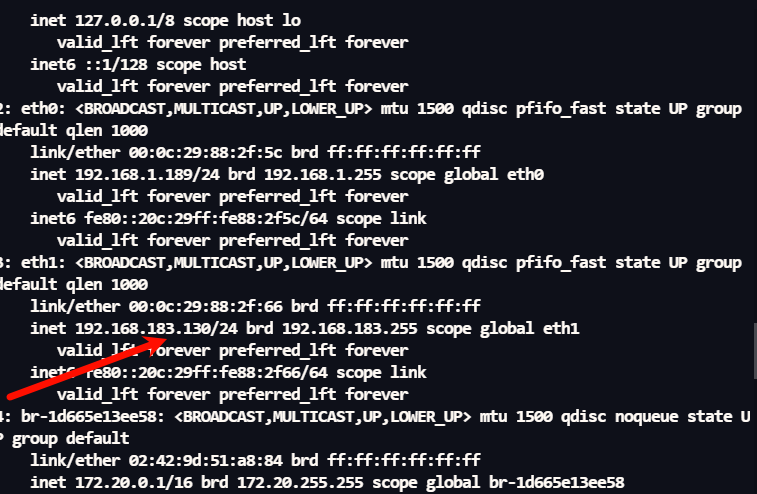 inet 127.0.0.1/8 scope host lo
valid_lft forever preferred_lft forever
inet6 ::1/128 scope host
valid_lft forever preferred_lft forever
2: eth0: <BROADCAST,MULTICAST,UP,LOWER_UP> mtu 1500 qdisc pfifo_fast state UP group
default qlen 1000
link/ether 00:0c:29:88:2f:5c brd ff:ff:ff:ff:ff:ff
inet 192.168.1.189/24 brd 192.168.1.255 scope global eth0
valid_lft forever preferred_lft forever
inet6 fe80::20c:29ff:fe88:2f5c/64 scope link
valid_lft forever preferred_lft forever
3: eth1: <BROADCAST,MULTICAST,UP,LOWER_UP> mtu 1500 qdisc pfifo_fast state UP group
default qlen 1000
link/ether 00:0c:29:88:2f:66 brd ff:ff:ff:ff:ff:ff
inet 192.168.183.130/24 brd 192.168.183.255 scope global eth1
valid_lft forever preferred_lft forever
inet6 fe80::20c:29ff:fe88:2f66/64 scope link
valid_lft forever preferred_lft forever
4: br-1d665e13ee58: <BROADCAST,MULTICAST,UP,LOWER_UP> mtu 1500 qdisc noqueue state U
P group default
link/ether 02:42:9d:51:a8:84 brd ff:ff:ff:ff:ff:ff
inet 172.20.0.1/16 brd 172.20.255.255 scope global br-1d665e13ee58